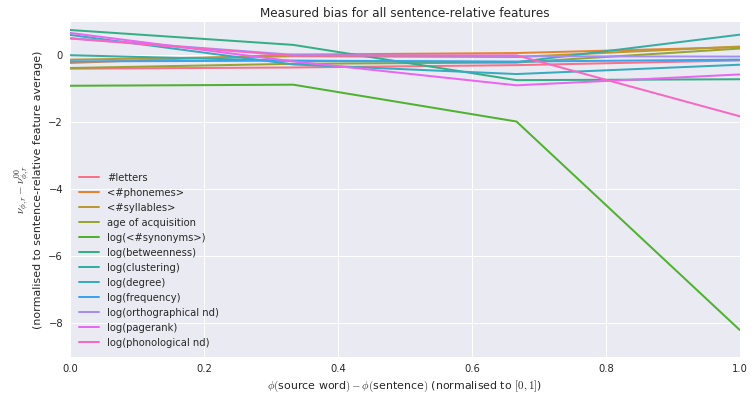 Measured bias for all sentence-relative features
0
−2
−4
−6
−8
ν_{ϕ,r} − ν_{ϕ,r}^{00}
(normalised to sentence-relative feature average)
#letters
<#phonemes>
<#syllables>
age of acquisition
log(<#synonyms>)
log(betweenness)
log(clustering)
log(degree)
log(frequency)
log(orthographical nd)
log(pagerank)
log(phonological nd)
0.0 0.2 0.4 0.6 0.8 1.0
ϕ(source word) − ϕ(sentence) (normalised to [0, 1])